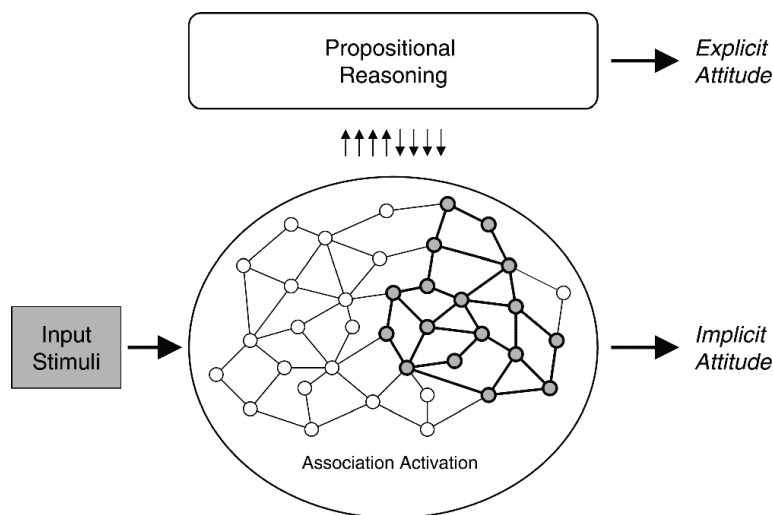 Propositional
Reasoning
Explicit
Attitude
Input
Stimuli
Implicit
Attitude
Association Activation